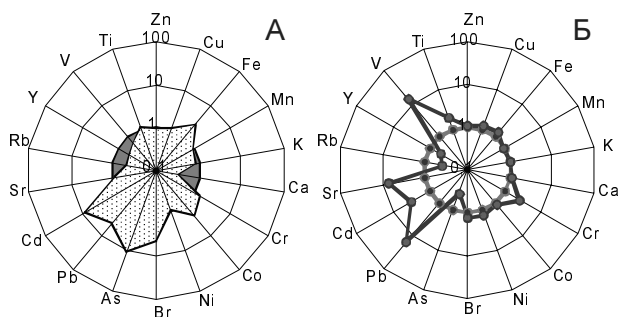 А
Zn
Cu
Fe
Mn
K
Ca
Cr
Co
Ni
Br
As
Pb
Cd
Sr
Rb
Y
V
Ti
100
10
1
0
Б
Zn
Cu
Fe
Mn
K
Ca
Cr
Co
Ni
Br
As
Pb
Cd
Sr
Rb
Y
V
Ti
100
10
1
0